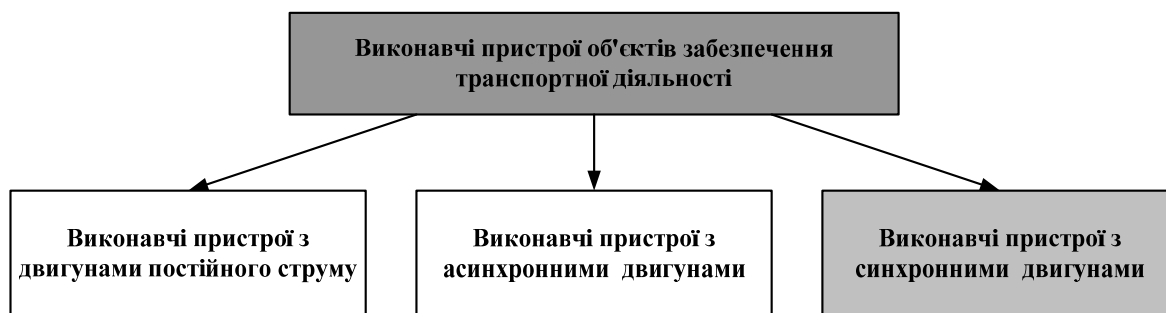 Виконавчі пристрої об'єктів забезпечення
транспортної діяльності
Виконавчі пристрої з
двигунами постійного струму
Виконавчі пристрої з
асинхронними двигунами
Виконавчі пристрої з
синхронними двигунами